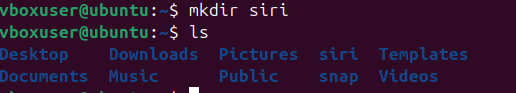 vboxuser@ubuntu:~$ mkdir siri
vboxuser@ubuntu:~$ ls
Desktop Downloads Pictures siri Templates
Documents Music Public snap Videos